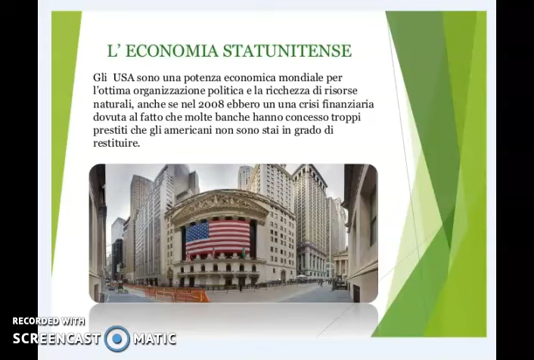 L' ECONOMIA STATUNITENSE
Gli USA sono una potenza economica mondiale per
l'ottima organizzazione politica e la ricchezza di risorse
naturali, anche se nel 2008 ebbero un una crisi finanziaria
dovuta al fatto che molte banche hanno concesso troppi
prestiti che gli americani non sono stai in grado di
restituire.
RECORDED WITH
SCREENCAST MATIC